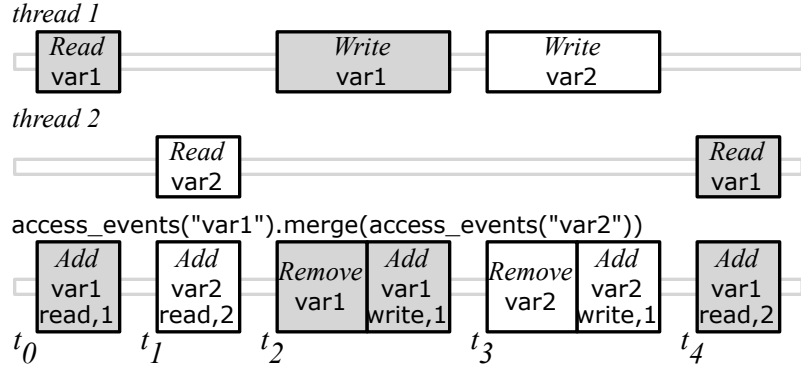 thread 1
Read Write Write
var1 var1 var2
thread 2
Read Read
var2 var1
access_events("var1").merge(access_events("var2"))
Add Add Remove Add Remove Add Add
var1 var2 var1 var1 var2 var2 var1
read,1 read,2 write,1 write,1 read,2
t0 t1 t2 t3 t4